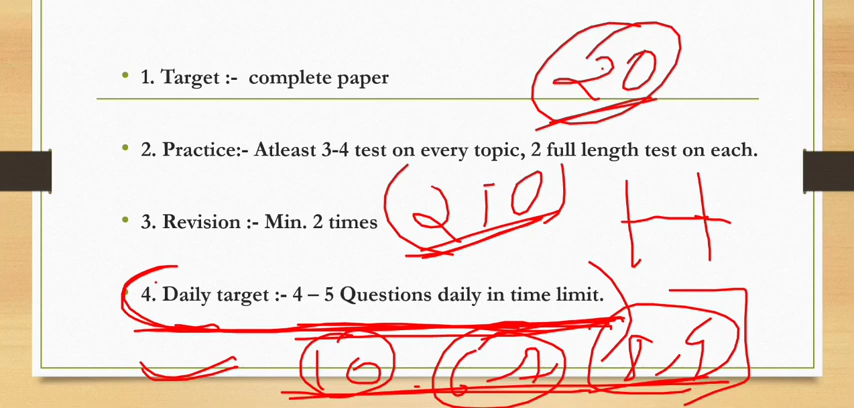 20
• 1. Target :- complete paper
• 2. Practice:- Atleast 3-4 test on every topic, 2 full length test on each.
• 3. Revision :- Min. 2 times
210
H
4. Daily target :- 4 – 5 Questions daily in time limit.
10